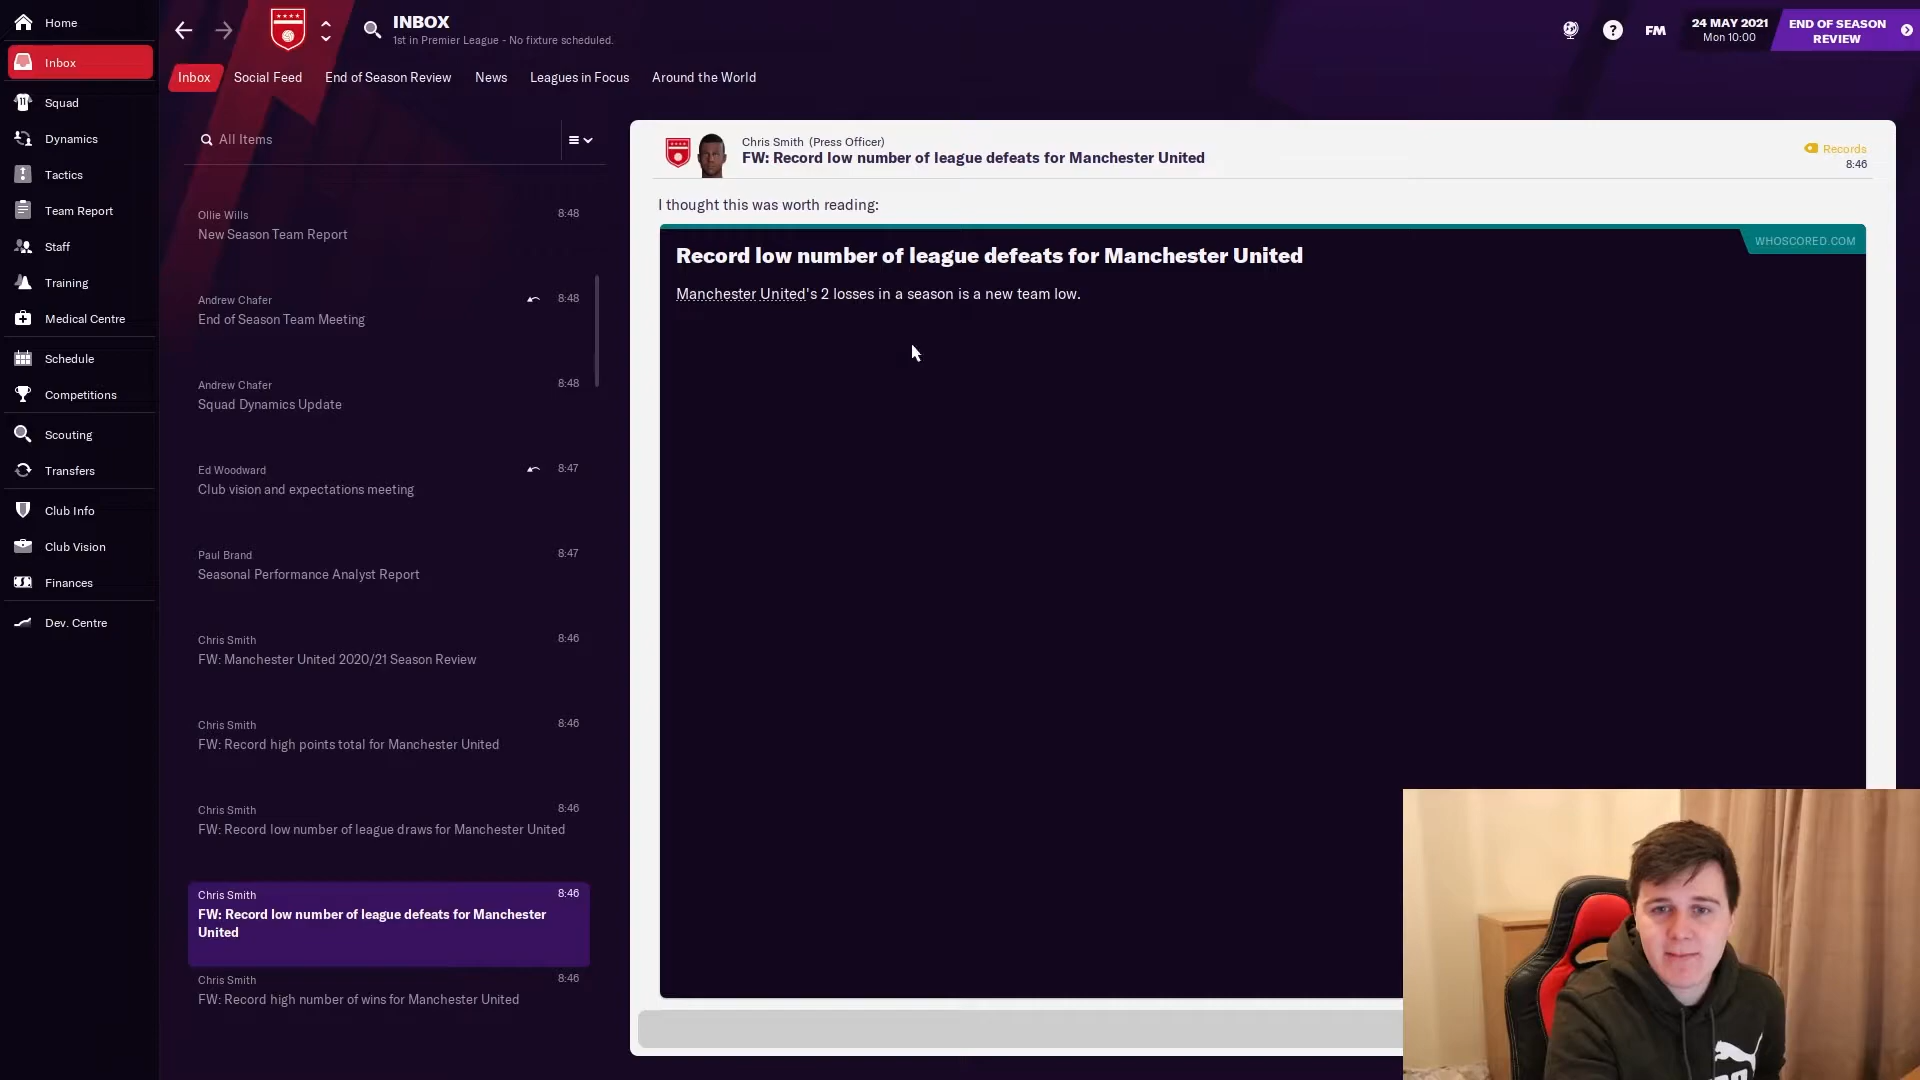 Home
Inbox
Squad
Dynamics
Tactics
Team Report
Staff
Training
Medical Centre
Schedule
Competitions
Scouting
Transfers
Club Info
Club Vision
Finances
Dev. Centre
INBOX
1st in Premier League - No fixture scheduled.
FM
24 MAY 2021
Mon 10:00
END OF SEASON
REVIEW
Inbox
Social Feed
End of Season Review
News
Leagues in Focus
Around the World
All Items
Ollie Wills
8:48
New Season Team Report
Andrew Chafer
8:48
End of Season Team Meeting
Andrew Chafer
8:48
Squad Dynamics Update
Ed Woodward
8:47
Club vision and expectations meeting
Paul Brand
8:47
Seasonal Performance Analyst Report
Chris Smith
8:46
FW: Manchester United 2020/21 Season Review
Chris Smith
8:46
FW: Record high points total for Manchester United
Chris Smith
8:46
FW: Record low number of league draws for Manchester United
Chris Smith
8:46
FW: Record low number of league defeats for Manchester
United
Chris Smith
8:46
FW: Record high number of wins for Manchester United
Chris Smith (Press Officer)
FW: Record low number of league defeats for Manchester United
Records
8:46
I thought this was worth reading:
WHOSCORED.COM
Record low number of league defeats for Manchester United
Manchester United's 2 losses in a season is a new team low.